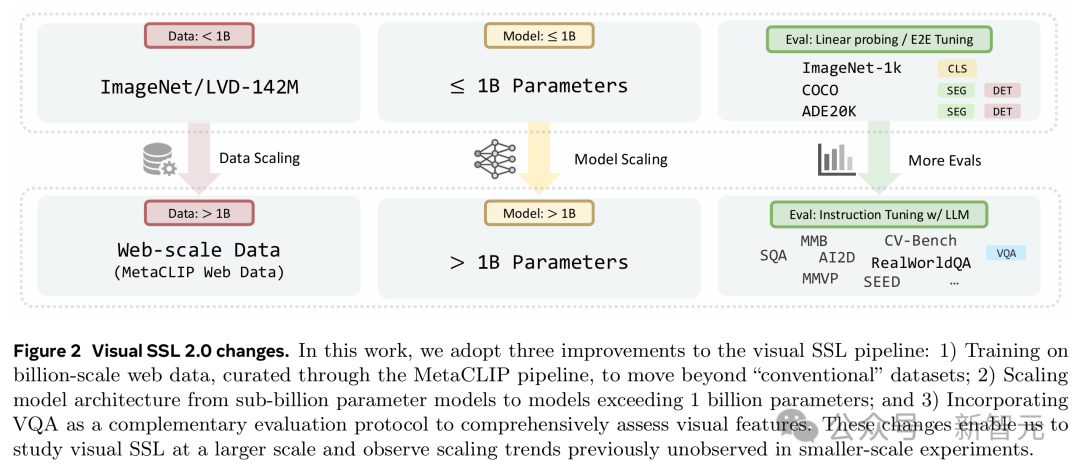 Data: < 1B
ImageNet/LVD-142M
Model: ≤ 1B
≤ 1B Parameters
Eval: Linear probing / E2E Tuning
ImageNet-1k CLS
COCO SEG DET
ADE20K SEG DET
Data Scaling
Model Scaling
More Evals
Data: > 1B
Web-scale Data
(MetaCLIP Web Data)
Model: > 1B
> 1B Parameters
Eval: Instruction Tuning w/ LLM
MMB CV-Bench
SQA AI2D RealWorldQA VQA
MMVP SEED …
Figure 2 Visual SSL 2.0 changes. In this work, we adopt three improvements to the visual SSL pipeline: 1) Training on
billion-scale web data, curated through the MetaCLIP pipeline, to move beyond “conventional” datasets; 2) Scaling
model architecture from sub-billion parameter models to models exceeding 1 billion parameters; and 3) Incorporating
VQA as a complementary evaluation protocol to comprehensively assess visual features. These changes enable us to
study visual SSL at a larger scale and observe scaling trends previously unobserved in smaller-scale experiments.
公众号 · 新智元